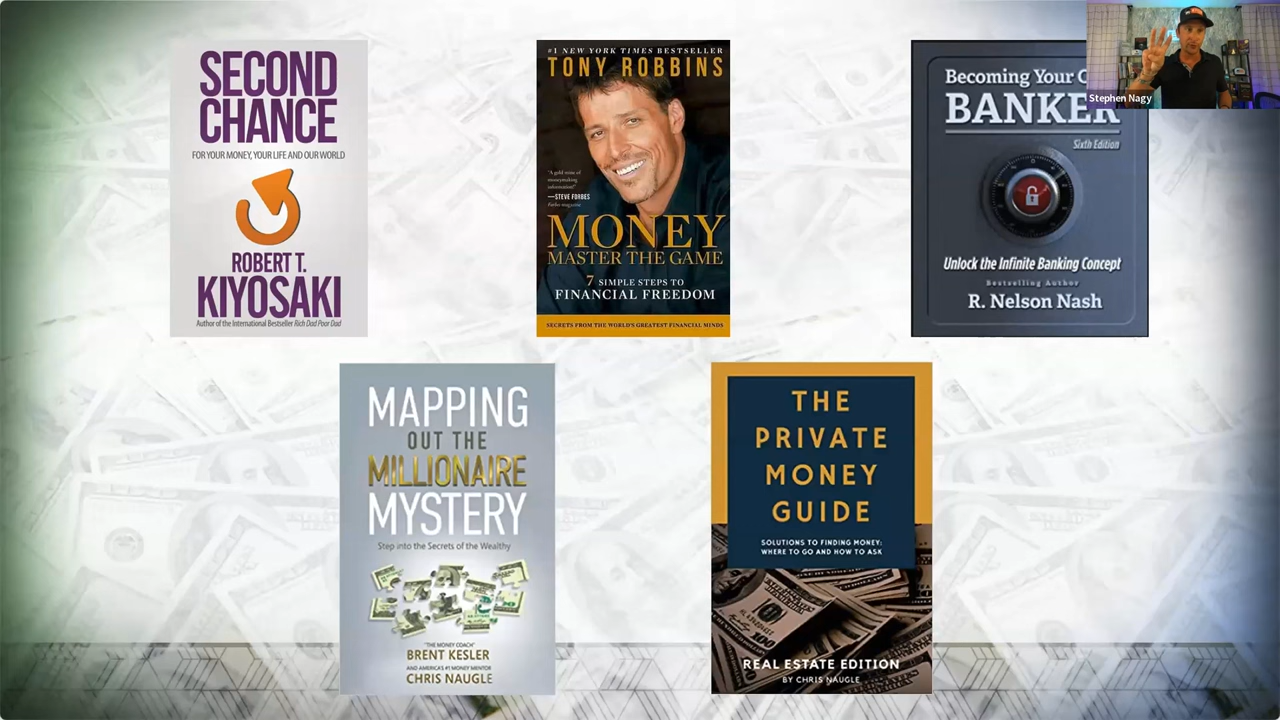 SECOND
CHANCE
FOR YOUR MONEY, YOUR LIFE AND OUR WORLD
ROBERT T.
KIYOSAKI
Author of the International Bestseller Rich Dad Poor Dad
#1 NEW YORK TIMES BESTSELLER
TONY ROBBINS
"A gold mine of
moneymaking
information!"
—STEVE FORBES
Forbes magazine
MONEY
MASTER THE GAME
7 SIMPLE STEPS TO
FINANCIAL FREEDOM
SECRETS FROM THE WORLD'S GREATEST FINANCIAL MINDS
Becoming Your
BANKER
Sixth Edition
Unlock the Infinite Banking Concept
Bestselling Author
R. Nelson Nash
Stephen Nagy
MAPPING
OUT THE
MILLIONAIRE
MYSTERY
Step into the Secrets of the Wealthy
"THE MONEY COACH"
BRENT KESLER
AND AMERICA'S #1 MONEY MENTOR
CHRIS NAUGLE
THE
PRIVATE
MONEY
GUIDE
SOLUTIONS TO FINDING MONEY:
WHERE TO GO AND HOW TO ASK
REAL ESTATE EDITION
BY CHRIS NAUGLE